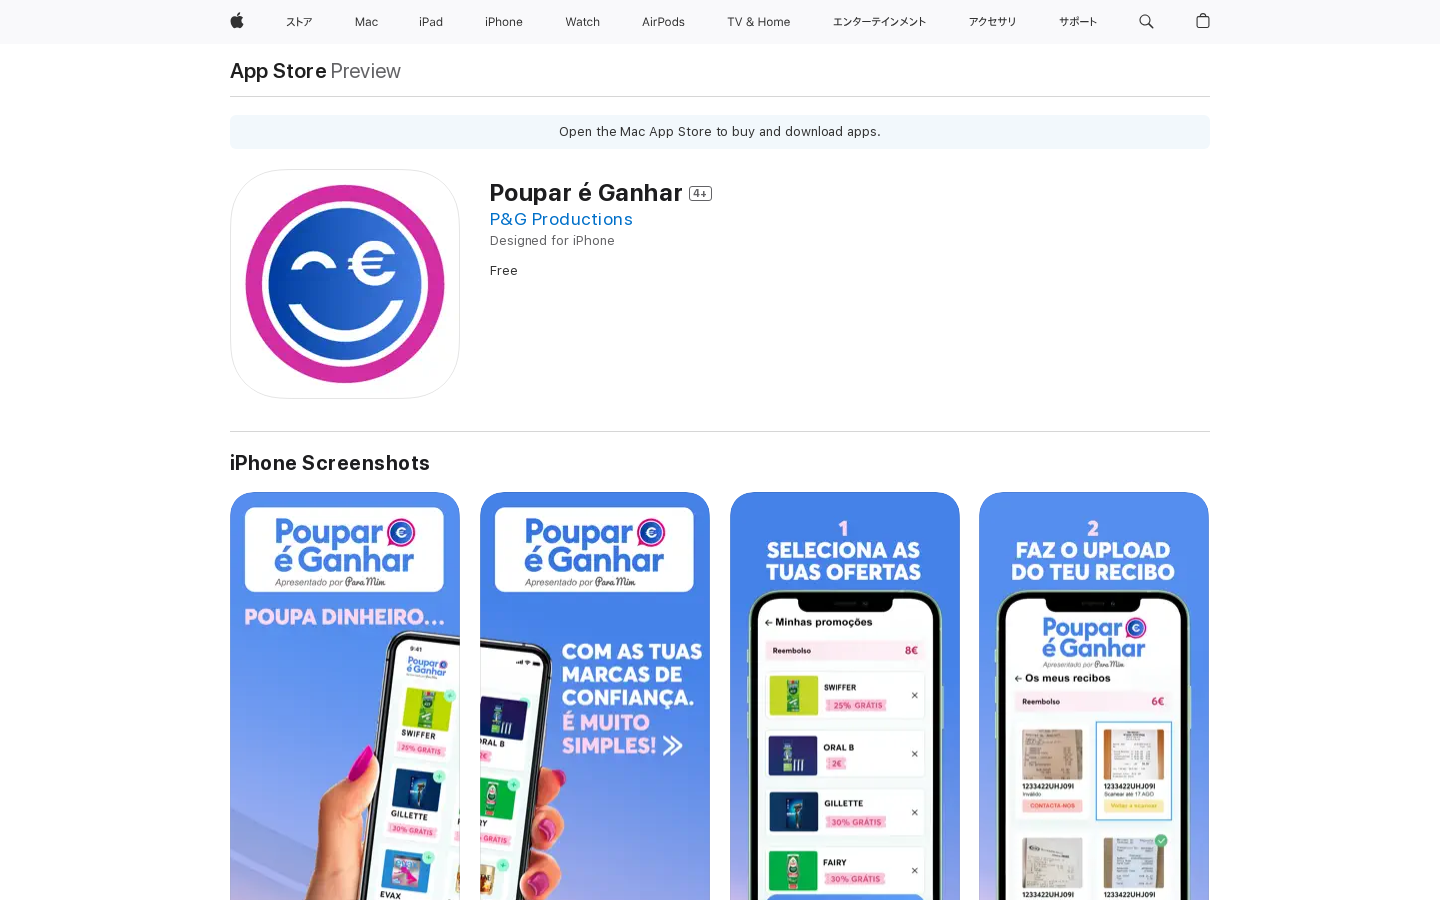 ストア
Mac
iPad
iPhone
Watch
AirPods
TV & Home
エンターテインメント
アクセサリ
サポート
App Store Preview
Open the Mac App Store to buy and download apps.
€
Poupar é Ganhar 4+
P&G Productions
Designed for iPhone
Free
iPhone Screenshots
Poupar
é Ganhar
Apresentado por Para Mim
POUPA DINHEIRO...
9:41
Poupar
é Ganhar
SWIFFER
25% GRÁTIS
GILLETTE
30% GRÁTIS
EVAX
Poupar
é Ganhar
Apresentado por Para Mim
COM AS TUAS
MARCAS DE
CONFIANÇA.
É MUITO
SIMPLES!
ORAL B
1
SELECIONA AS
TUAS OFERTAS
Minhas promoções
Reembolso 8€
SWIFFER
25% GRÁTIS
ORAL B
2€
GILLETTE
30% GRÁTIS
FAIRY
30% GRÁTIS
2
FAZ O UPLOAD
DO TEU RECIBO
Poupar
é Ganhar
Apresentado por Para Mim
Os meus recibos
Reembolso 6€
1233422UHJ09I
Inválido
CONTACTA-NOS
1233422UHJ09I
Scanear até 17 AGO
Voltar a scanear
1233422UHJ09I
1233422UHJ09I